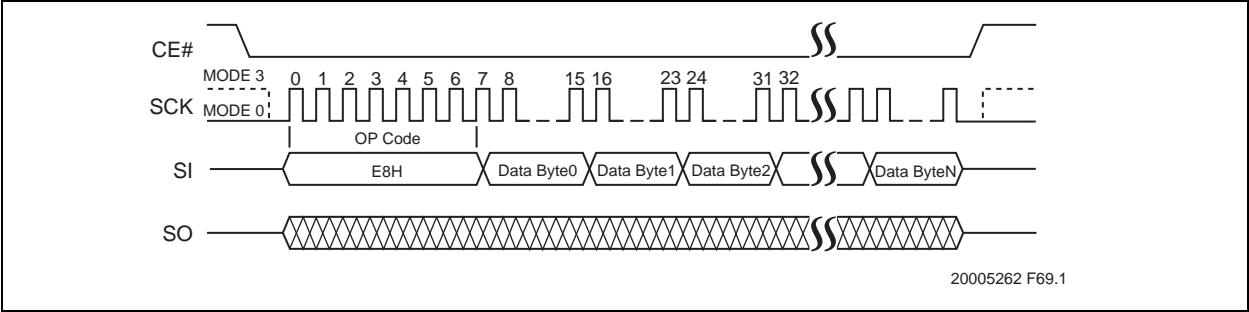 CE#
MODE 3 0 1 2 3 4 5 6 7 8 15 16 23 24 31 32
SCK MODE 0
OP Code
SI E8H Data Byte0 Data Byte1 Data Byte2 Data ByteN
SO
20005262 F69.1